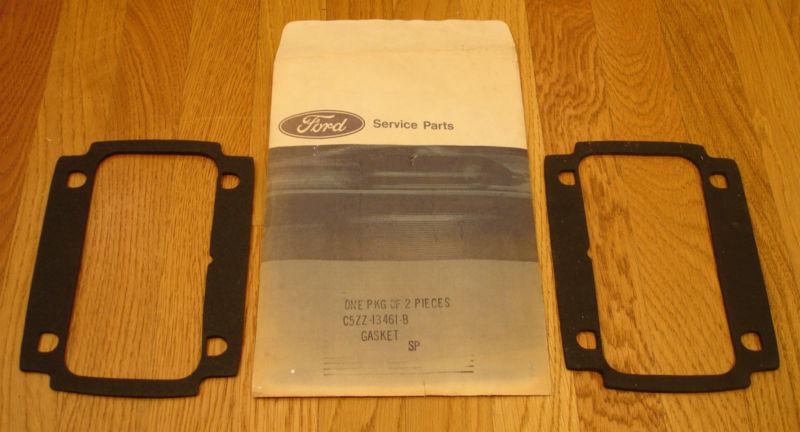 Ford Service Parts
ONE PKG OF 2 PIECES
C5ZZ-13461-B
GASKET
SP